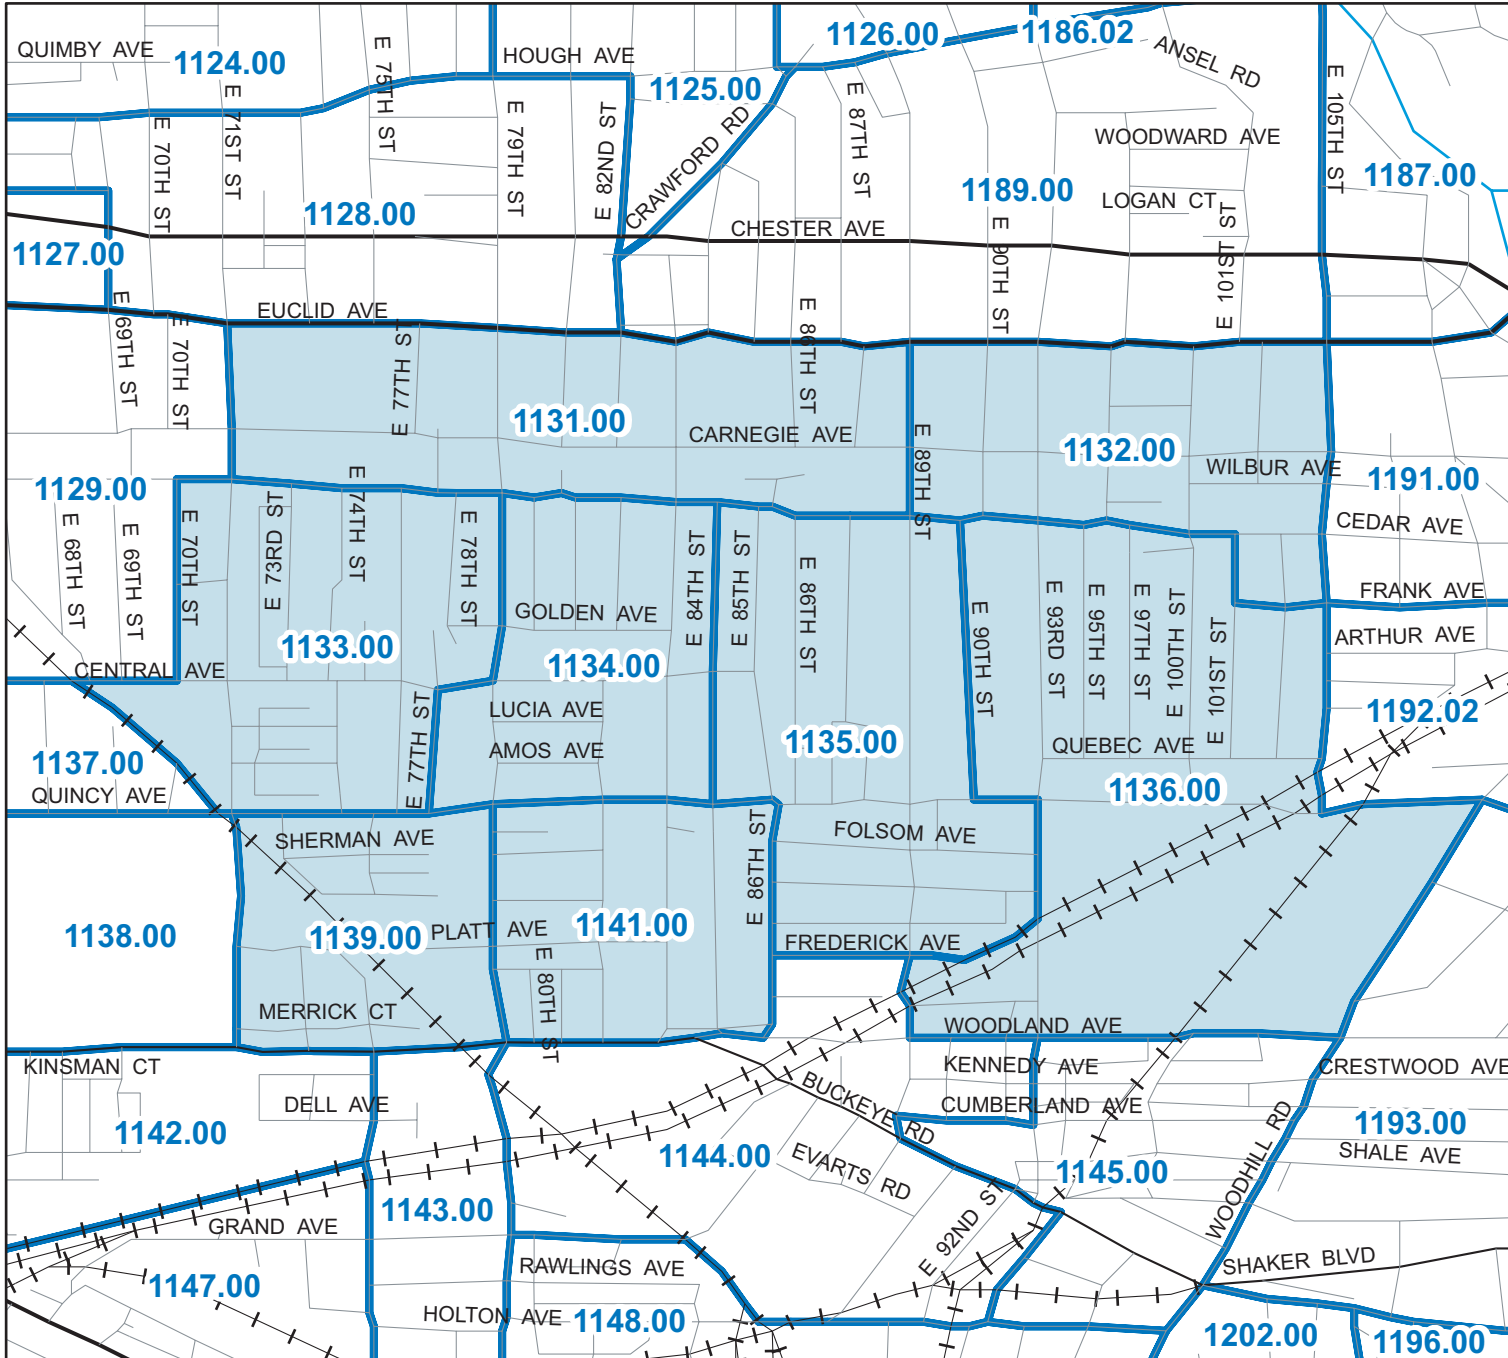 QUIMBY AVE
1124.00
E 75TH ST
HOUGH AVE
1125.00
1126.00
1186.02
ANSEL RD
E 71ST ST
E 70TH ST
E 79TH ST
E 82ND ST
CRAWFORD RD
E 87TH ST
WOODWARD AVE
E 105TH ST
1187.00
1128.00
1189.00
LOGAN CT
CHESTER AVE
1127.00
E 90TH ST
E 101ST ST
E 69TH ST
EUCLID AVE
E 70TH ST
E 77TH ST
E 86TH ST
1131.00
CARNEGIE AVE
E 89TH ST
1132.00
WILBUR AVE
1191.00
1129.00
E 68TH ST
E 69TH ST
E 70TH ST
E 73RD ST
E 74TH ST
E 78TH ST
E 84TH ST
E 85TH ST
E 86TH ST
CEDAR AVE
FRANK AVE
GOLDEN AVE
1133.00
1134.00
E 90TH ST
E 93RD ST
E 95TH ST
E 97TH ST
E 100TH ST
E 101ST ST
ARTHUR AVE
CENTRAL AVE
LUCIA AVE
1192.02
1137.00
E 77TH ST
AMOS AVE
1135.00
QUEBEC AVE
QUINCY AVE
1136.00
SHERMAN AVE
E 86TH ST
FOLSOM AVE
1138.00
1139.00
PLATT AVE
1141.00
FREDERICK AVE
E 80TH ST
MERRICK CT
WOODLAND AVE
KINSMAN CT
KENNEDY AVE
CRESTWOOD AVE
DELL AVE
BUCKEYE RD
CUMBERLAND AVE
1142.00
1193.00
1144.00
EVARTS RD
1145.00
WOODHILL RD
SHALE AVE
1143.00
GRAND AVE
E 92ND ST
RAWLINGS AVE
SHAKER BLVD
1147.00
HOLTON AVE
1148.00
1202.00
1196.00